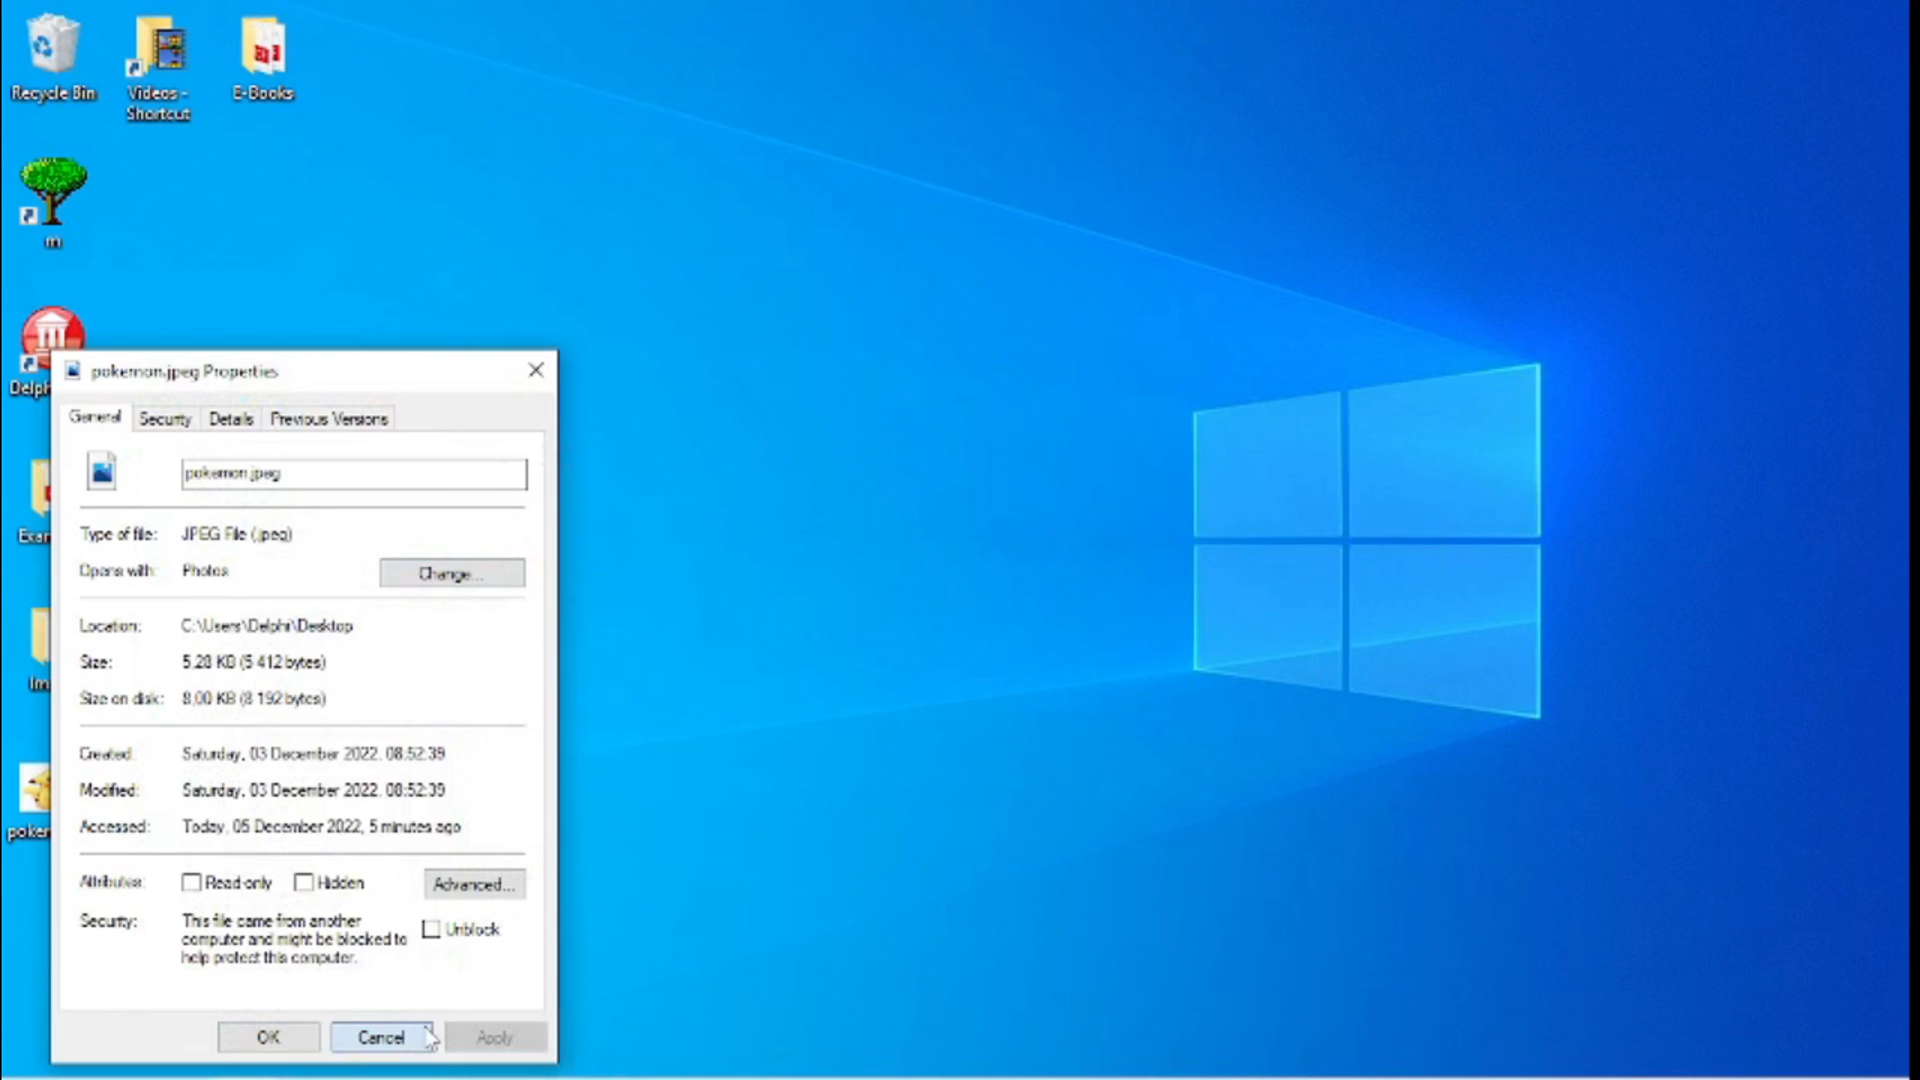 Recycle Bin
Videos -
Shortcut
E-Books
m
Delph
Exam
Im
poker
pokemon.jpeg Properties
General
Security
Details
Previous Versions
pokemon.jpeg
Type of file:
JPEG File (.jpeg)
Opens with:
Photos
Change...
Location:
C:\Users\Delphi\Desktop
Size:
5,28 KB (5 412 bytes)
Size on disk:
8,00 KB (8 192 bytes)
Created:
Saturday, 03 December 2022, 08:52:39
Modified:
Saturday, 03 December 2022, 08:52:39
Accessed:
Today, 05 December 2022, 5 minutes ago
Attributes:
Read-only
Hidden
Advanced...
Security:
This file came from another
computer and might be blocked to
help protect this computer.
Unblock
OK
Cancel
Apply